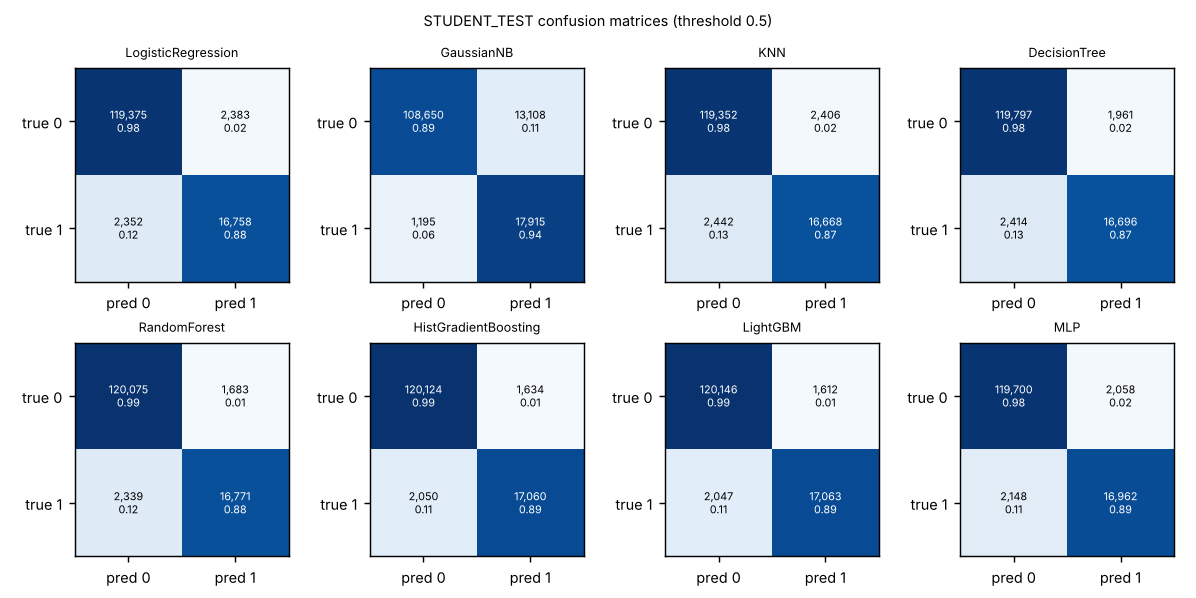 STUDENT_TEST confusion matrices (threshold 0.5)
LogisticRegression
true 0
119,375
0.98
2,383
0.02
true 1
2,352
0.12
16,758
0.88
pred 0
pred 1
GaussianNB
true 0
108,650
0.89
13,108
0.11
true 1
1,195
0.06
17,915
0.94
pred 0
pred 1
KNN
true 0
119,352
0.98
2,406
0.02
true 1
2,442
0.13
16,668
0.87
pred 0
pred 1
DecisionTree
true 0
119,797
0.98
1,961
0.02
true 1
2,414
0.13
16,696
0.87
pred 0
pred 1
RandomForest
true 0
120,075
0.99
1,683
0.01
true 1
2,339
0.12
16,771
0.88
pred 0
pred 1
HistGradientBoosting
true 0
120,124
0.99
1,634
0.01
true 1
2,050
0.11
17,060
0.89
pred 0
pred 1
LightGBM
true 0
120,146
0.99
1,612
0.01
true 1
2,047
0.11
17,063
0.89
pred 0
pred 1
MLP
true 0
119,700
0.98
2,058
0.02
true 1
2,148
0.11
16,962
0.89
pred 0
pred 1